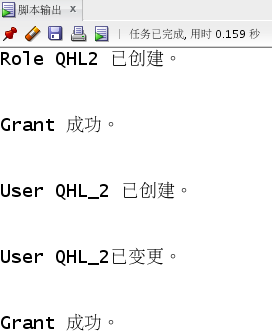 脚本输出 x
任务已完成, 用时 0.159 秒
Role QHL2 已创建。
Grant 成功。
User QHL_2 已创建。
User QHL_2已变更。
Grant 成功。